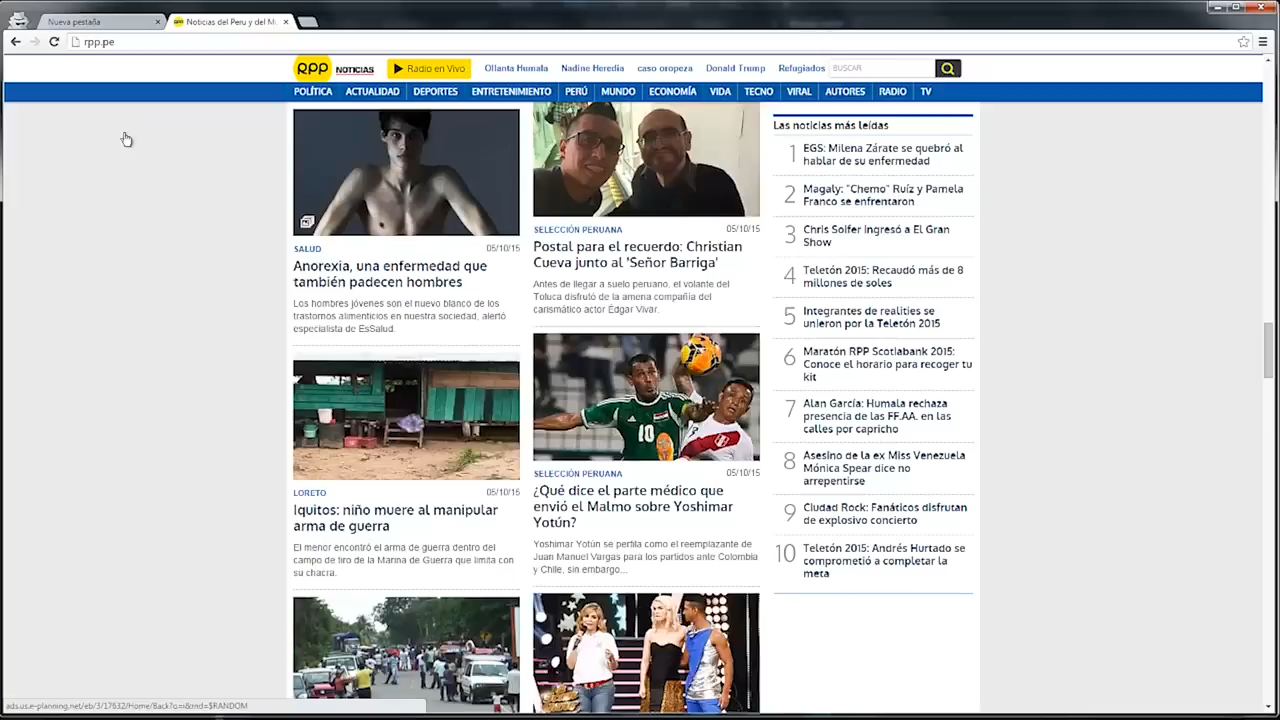 Nueva pestaña
Noticias del Peru y del Mu
rpp.pe
RPP NOTICIAS
Radio en Vivo
Ollanta Humala Nadine Heredia caso oropeza Donald Trump Refugiados
BUSCAR
POLÍTICA ACTUALIDAD DEPORTES ENTRETENIMIENTO PERÚ MUNDO ECONOMÍA VIDA TECNO VIRAL AUTORES RADIO TV
SALUD 05/10/15
Anorexia, una enfermedad que
también padecen hombres
Los hombres jóvenes son el nuevo blanco de los
trastornos alimenticios en nuestra sociedad, alertó
especialista de EsSalud.
LORETO 05/10/15
Iquitos: niño muere al manipular
arma de guerra
El menor encontró el arma de guerra dentro del
campo de tiro de la Marina de Guerra que limita con
su chacra.
SELECCIÓN PERUANA 05/10/15
Postal para el recuerdo: Christian
Cueva junto al 'Señor Barriga'
Antes de llegar a suelo peruano, el volante del
Toluca disfrutó de la amena compañía del
carismático actor Édgar Vivar.
10
SELECCIÓN PERUANA 05/10/15
¿Qué dice el parte médico que
envió el Malmo sobre Yoshimar
Yotún?
Yoshimar Yotún se perfila como el reemplazante de
Juan Manuel Vargas para los partidos ante Colombia
y Chile, sin embargo...
Las noticias más leídas
1 EGS: Milena Zárate se quebró al
hablar de su enfermedad
2 Magaly: "Chemo" Ruíz y Pamela
Franco se enfrentaron
3 Chris Soifer ingresó a El Gran
Show
4 Teletón 2015: Recaudó más de 8
millones de soles
5 Integrantes de realities se
unieron por la Teletón 2015
6 Maratón RPP Scotiabank 2015:
Conoce el horario para recoger tu
kit
7 Alan García: Humala rechaza
presencia de las FF.AA. en las
calles por capricho
8 Asesino de la ex Miss Venezuela
Mónica Spear dice no
arrepentirse
9 Ciudad Rock: Fanáticos disfrutan
de explosivo concierto
10 Teletón 2015: Andrés Hurtado se
comprometió a completar la
meta
ads.us.e-planning.net/eb/3/17632/Home/Back?o=i&rnd=$RANDOM